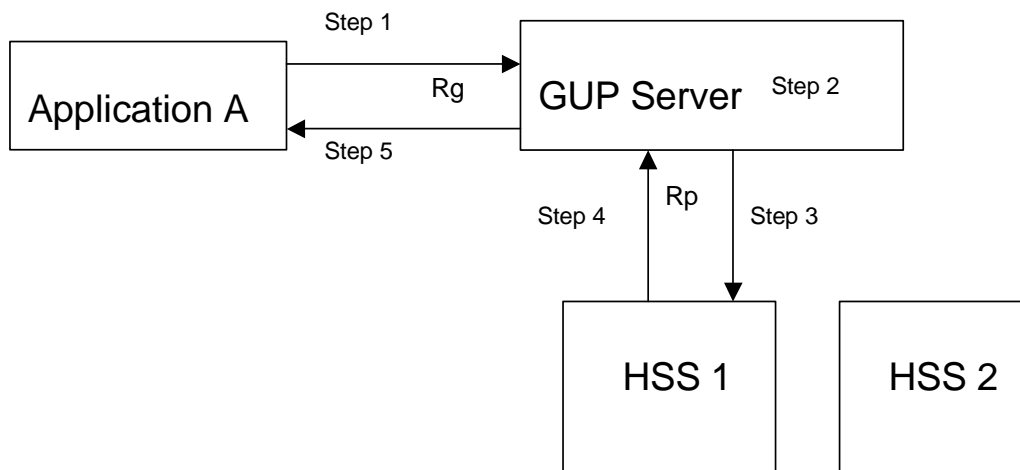 Step 1
Application A
Rg
GUP Server
Step 2
Step 5
Step 4
Rp
Step 3
HSS 1
HSS 2